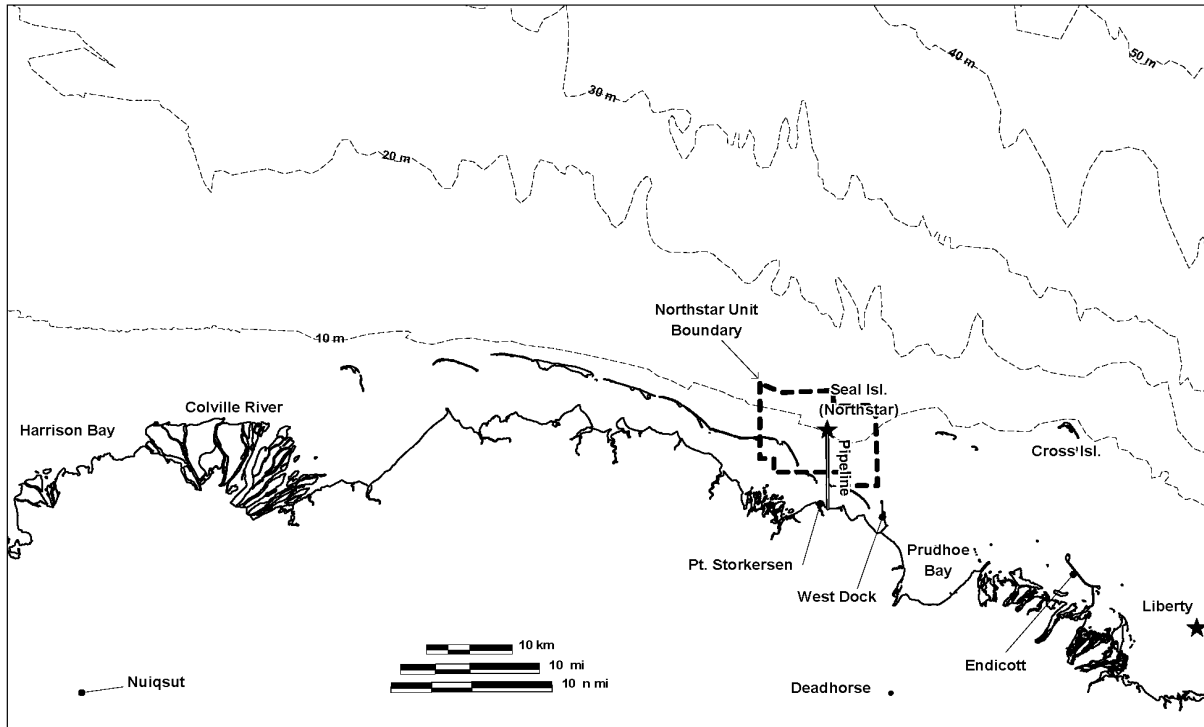 50 m
40 m
30 m
20 m
Northstar Unit
Boundary
10 m
Seal Isl.
(Northstar)
Colville River
Harrison Bay
Cross Isl.
Pipeline
Pt. Storkersen
Prudhoe
Bay
West Dock
Liberty
10 km
10 mi
10 n mi
Endicott
Nuiqsut
Deadhorse